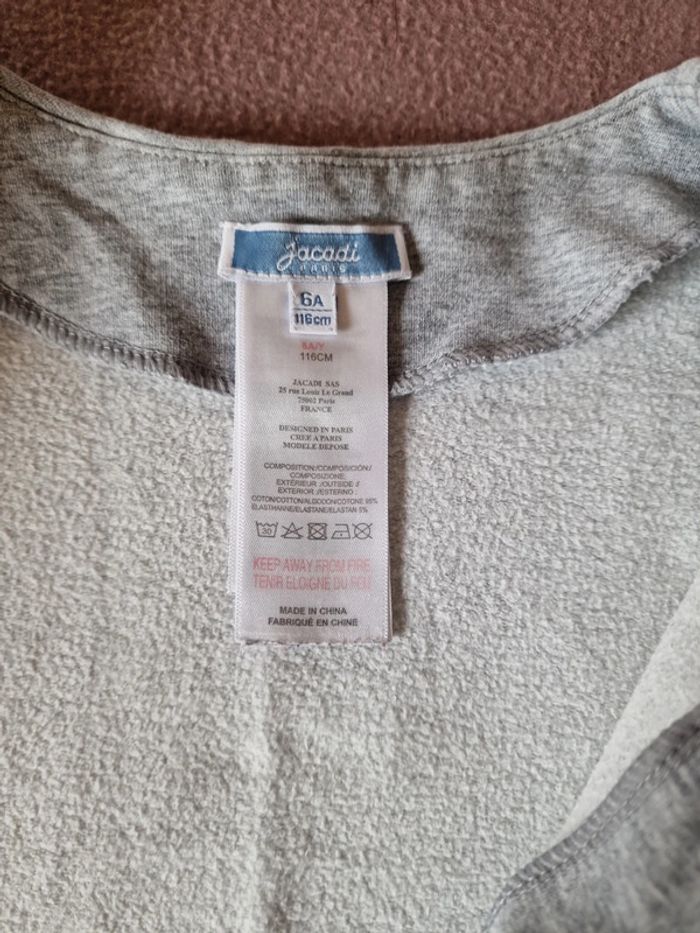 jacadi
PARIS
6A
116cm
6A/Y
116CM
JACADI SAS
25 rue Louis Le Grand
75002 Paris
FRANCE
DESIGNED IN PARIS
CREE A PARIS
MODELE DEPOSE
COMPOSITION:/COMPOSICIÓN:/
COMPOSIZIONE:
EXTÉRIEUR :/OUTSIDE :/
EXTERIOR :/ESTERNO :
COTON/COTTON/ALGODON/COTONE 95%
ELASTHANNE/ELASTANE/ELASTAN 5%
30
KEEP AWAY FROM FIRE
TENIR ELOIGNE DU FEU
MADE IN CHINA
FABRIQUÉ EN CHINE